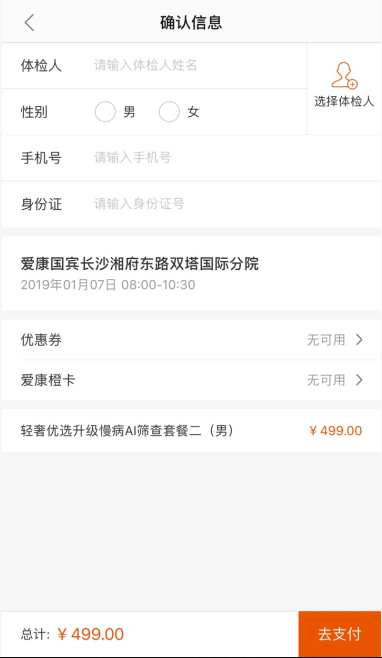 确认信息
体检人 请输入体检人姓名
选择体检人
性别 男 女
手机号 请输入手机号
身份证 请输入身份证号
爱康国宾长沙湘府东路双塔国际分院
2019年01月07日 08:00-10:30
优惠券 无可用
爱康橙卡 无可用
轻奢优选升级慢病AI筛查套餐二（男） ￥499.00
总计: ￥499.00 去支付